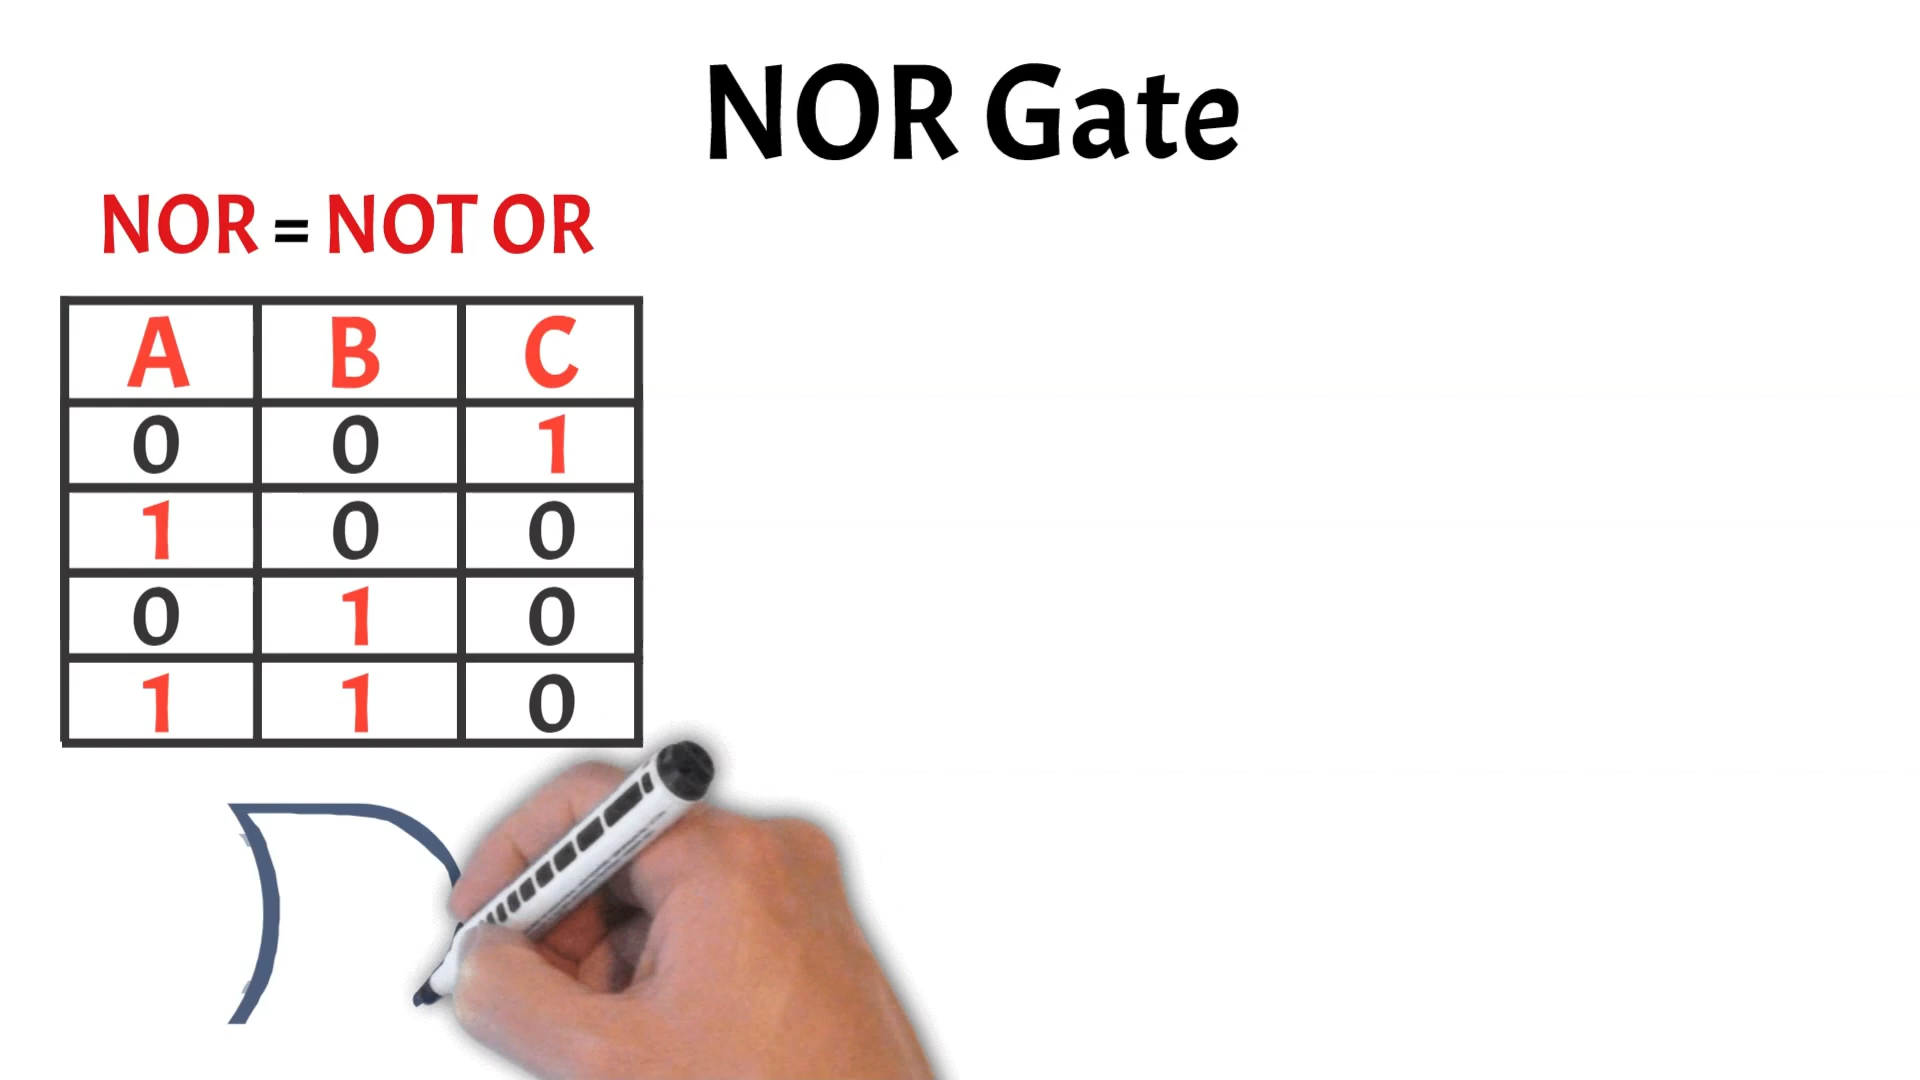 NOR Gate
NOR = NOT OR
A B C
0 0 1
1 0 0
0 1 0
1 1 0